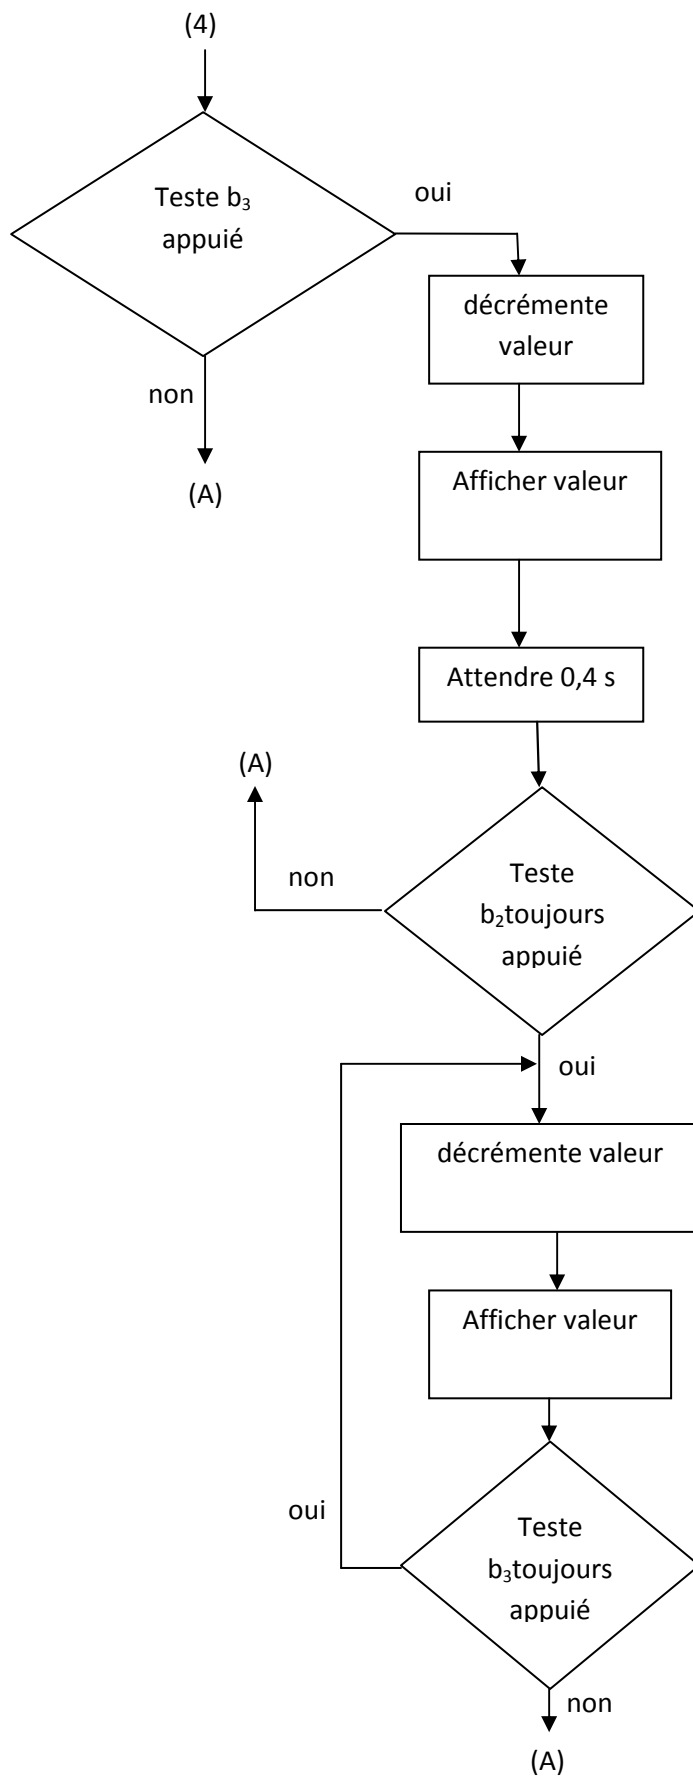 (4)
Teste b₃
appuié
oui
décrémente
valeur
non
(A)
Afficher valeur
Attendre 0,4 s
(A)
non
Teste
b₂toujours
appuié
oui
décrémente valeur
Afficher valeur
oui
Teste
b₃toujours
appuié
non
(A)